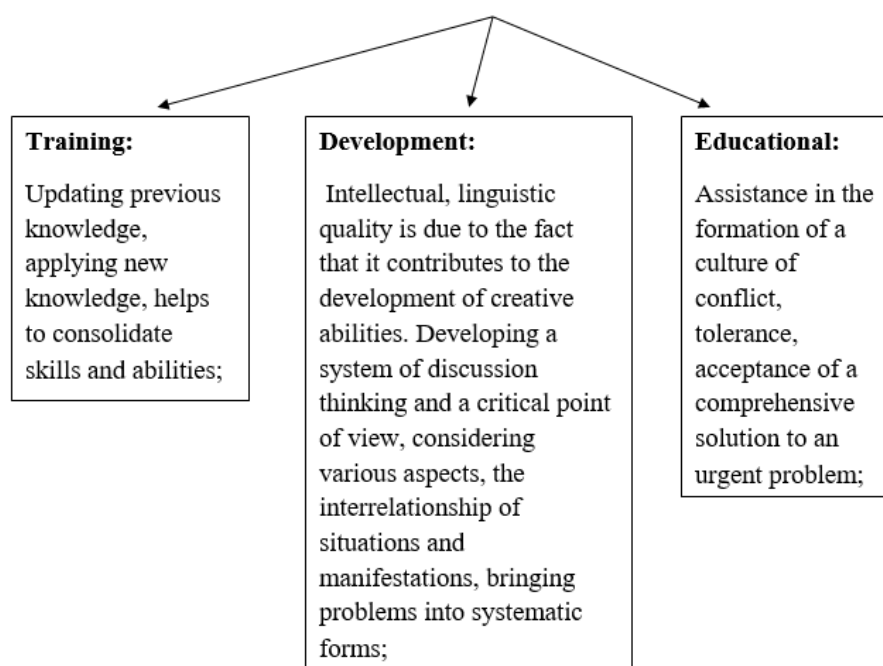 Training:
Updating previous
knowledge,
applying new
knowledge, helps
to consolidate
skills and abilities;
Development:
Intellectual, linguistic
quality is due to the fact
that it contributes to the
development of creative
abilities. Developing a
system of discussion
thinking and a critical point
of view, considering
various aspects, the
interrelationship of
situations and
manifestations, bringing
problems into systematic
forms;
Educational:
Assistance in the
formation of a
culture of
conflict,
tolerance,
acceptance of a
comprehensive
solution to an
urgent problem;